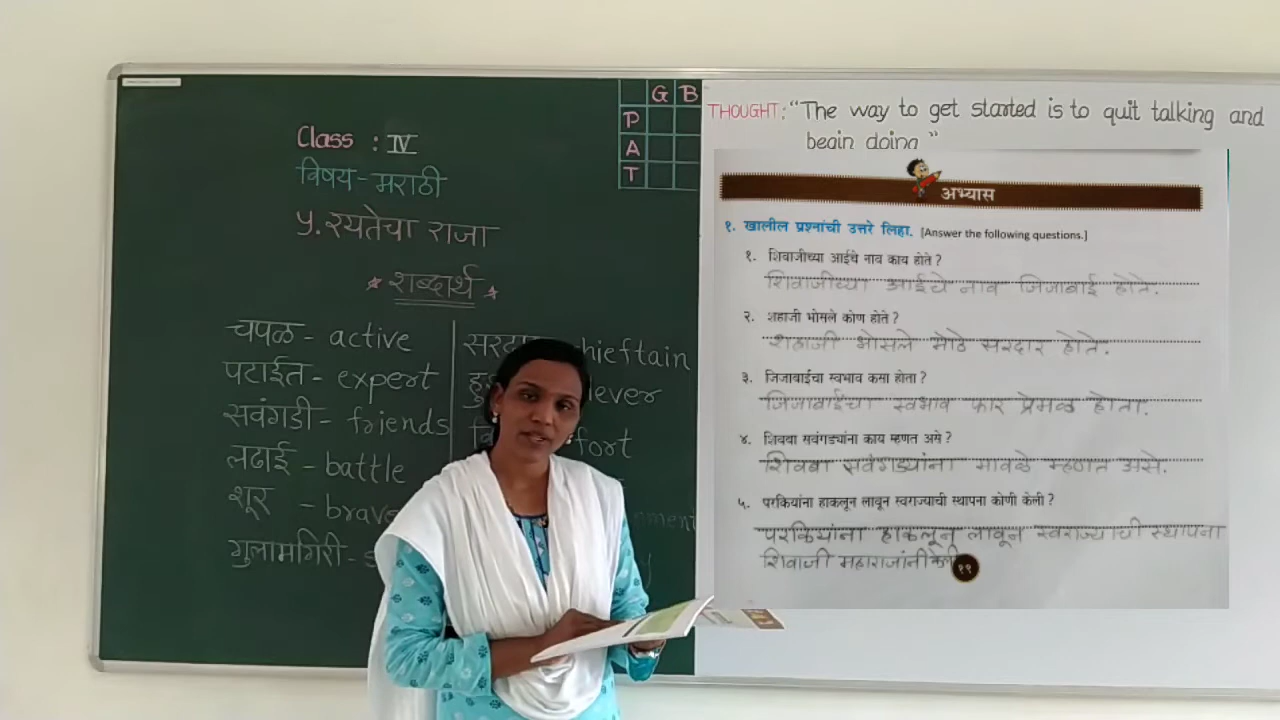 Class : IV
विषय - मराठी
५. रयतेचा राजा
शब्दार्थ
चपळ - active
पटाईत - expert
सवंगडी - friends
लढाई - battle
शूर - brave
गुलामगिरी -
fort
G B
P
A
T
THOUGHT: "The way to get started is to quit talking and
begin doing"
अभ्यास
१. खालील प्रश्नांची उत्तरे लिहा. [Answer the following questions.]
१. शिवाजीच्या आईचे नाव काय होते ?
शिवाजीच्या आईचे नाव जिजाबाई होते.
२. शहाजी भोसले कोण होते ?
शहाजी भोसले मोठे सरदार होते.
३. जिजाबाईंचा स्वभाव कसा होता ?
जिजाबाईंचा स्वभाव फार प्रेमळ होता.
४. शिवबा सवंगड्यांना काय म्हणत असे ?
शिवबा सवंगड्यांना मावळे म्हणत असे.
५. परकियांना हाकलून लावून स्वराज्याची स्थापना कोणी केली ?
परकियांना हाकलून लावून स्वराज्याची स्थापना
शिवाजी महाराजांनी केली
११